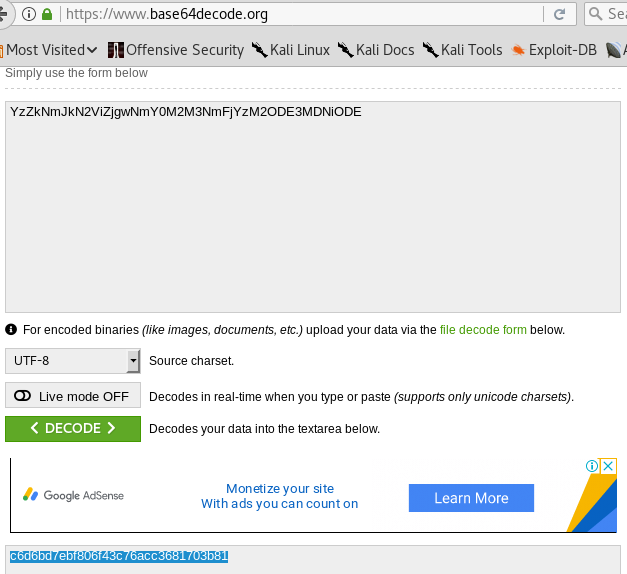 https://www.base64decode.org
Most Visited Offensive Security Kali Linux Kali Docs Kali Tools Exploit-DB
Simply use the form below
YzZkNmJkN2ViZjgwNmY0M2M3NmFjYzM2ODE3MDNiODE
For encoded binaries (like images, documents, etc.) upload your data via the file decode form below.
UTF-8 Source charset.
Live mode OFF Decodes in real-time when you type or paste (supports only unicode charsets).
DECODE Decodes your data into the textarea below.
Monetize your site
Google AdSense With ads you can count on Learn More
c6d6bd7ebf806f43c76acc3681703b81